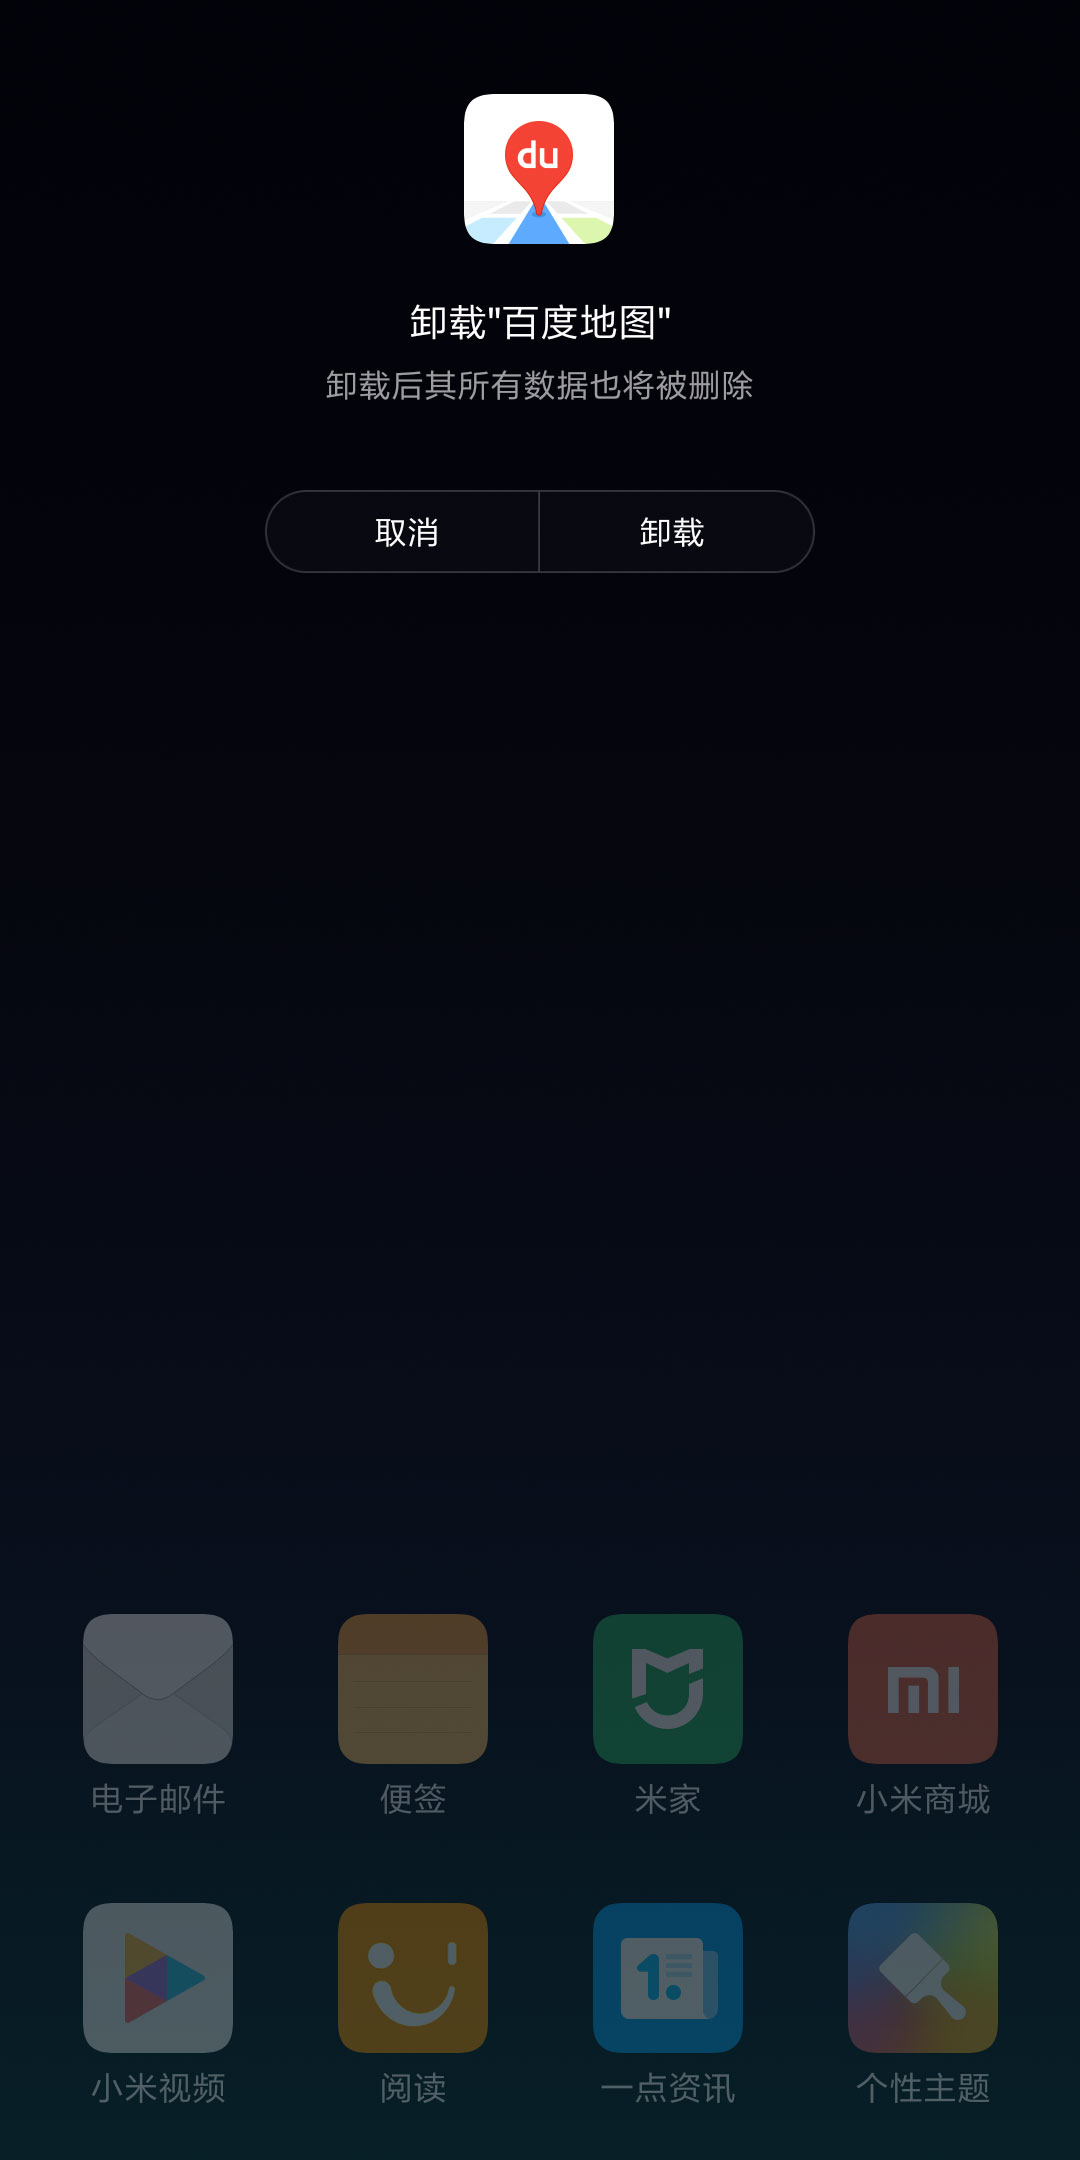 du
卸载"百度地图"
卸载后其所有数据也将被删除
取消
卸载
电子邮件
便签
米家
小米商城
小米视频
阅读
一点资讯
个性主题